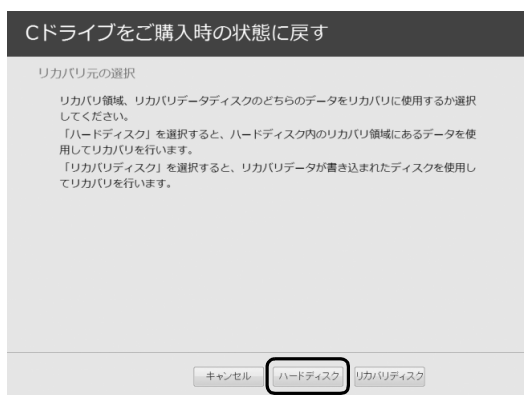 Cドライブをご購入時の状態に戻す
リカバリ元の選択
リカバリ領域、リカバリデータディスクのどちらのデータをリカバリに使用するか選択
してください。
「ハードディスク」を選択すると、ハードディスク内のリカバリ領域にあるデータを使
用してリカバリを行います。
「リカバリディスク」を選択すると、リカバリデータが書き込まれたディスクを使用し
てリカバリを行います。
キャンセル ハードディスク リカバリディスク